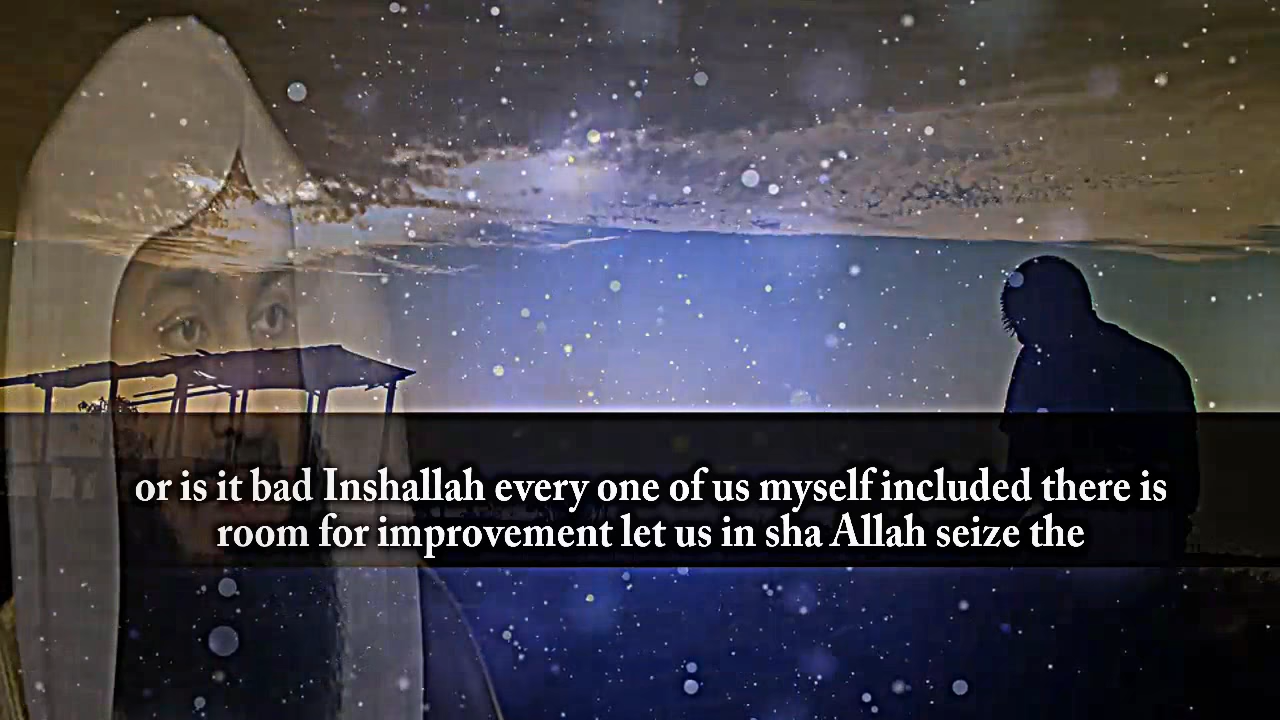 or is it bad Inshallah every one of us myself included there is
room for improvement let us in sha Allah seize the